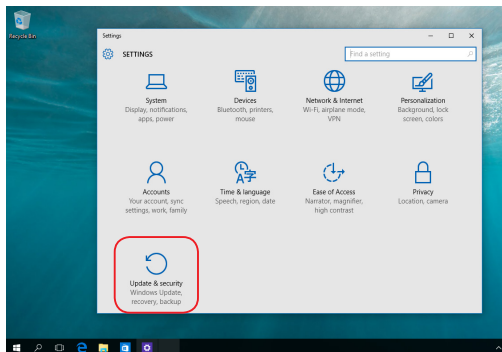 Recycle Bin
Settings
SETTINGS
Find a setting
System
Display, notifications,
apps, power
Devices
Bluetooth, printers,
mouse
Network & Internet
Wi-Fi, airplane mode,
VPN
Personalization
Background, lock
screen, colors
Accounts
Your account, sync
settings, work, family
Time & language
Speech, region, date
Ease of Access
Narrator, magnifier,
high contrast
Privacy
Location, camera
Update & security
Windows Update,
recovery, backup